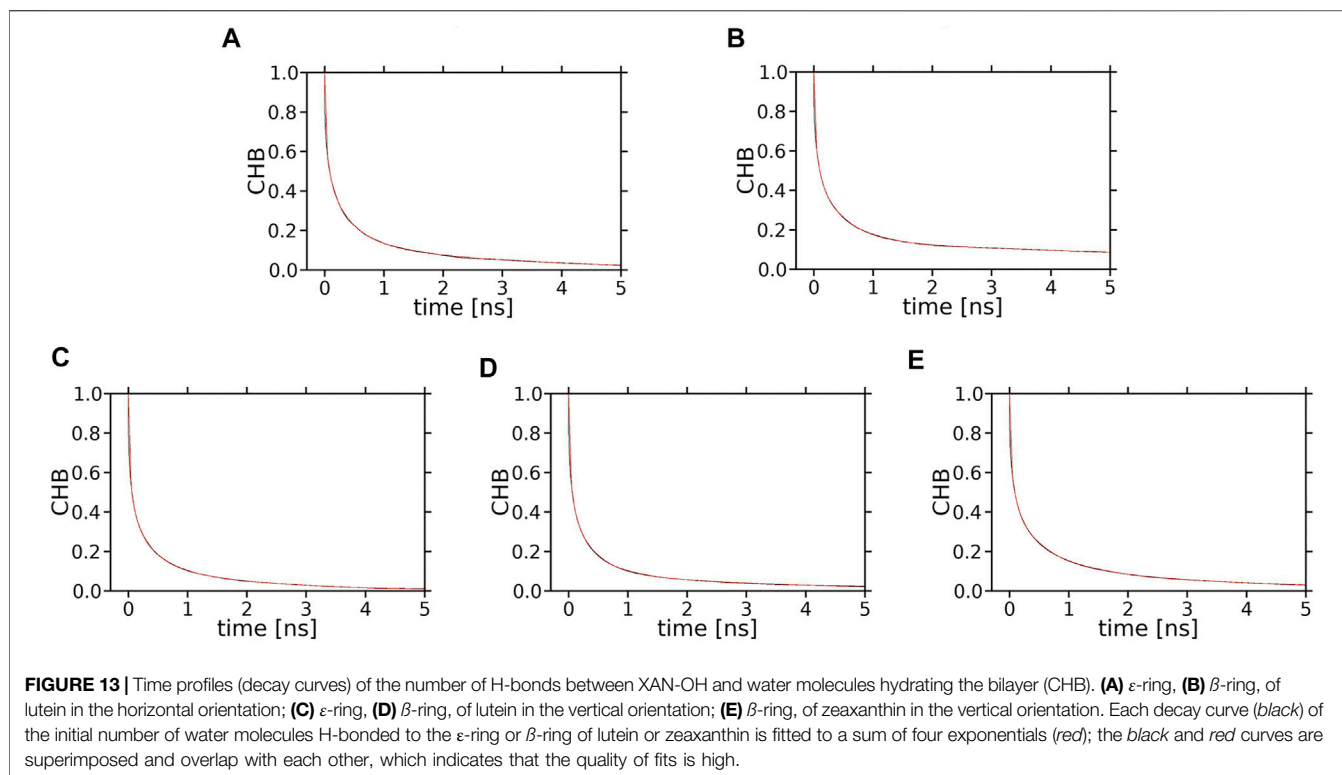 A
B
1.0
0.8
0.6
0.4
0.2
0.0
CHB
0 1 2 3 4 5
time [ns]
1.0
0.8
0.6
0.4
0.2
0.0
CHB
0 1 2 3 4 5
time [ns]
C
D
E
1.0
0.8
0.6
0.4
0.2
0.0
CHB
0 1 2 3 4 5
time [ns]
1.0
0.8
0.6
0.4
0.2
0.0
CHB
0 1 2 3 4 5
time [ns]
1.0
0.8
0.6
0.4
0.2
0.0
CHB
0 1 2 3 4 5
time [ns]
FIGURE 13 | Time profiles (decay curves) of the number of H-bonds between XAN-OH and water molecules hydrating the bilayer (CHB). (A) ε-ring, (B) ß-ring, of
lutein in the horizontal orientation; (C) ε-ring, (D) ß-ring, of lutein in the vertical orientation; (E) ß-ring, of zeaxanthin in the vertical orientation. Each decay curve (black) of
the initial number of water molecules H-bonded to the ε-ring or ß-ring of lutein or zeaxanthin is fitted to a sum of four exponentials (red); the black and red curves are
superimposed and overlap with each other, which indicates that the quality of fits is high.